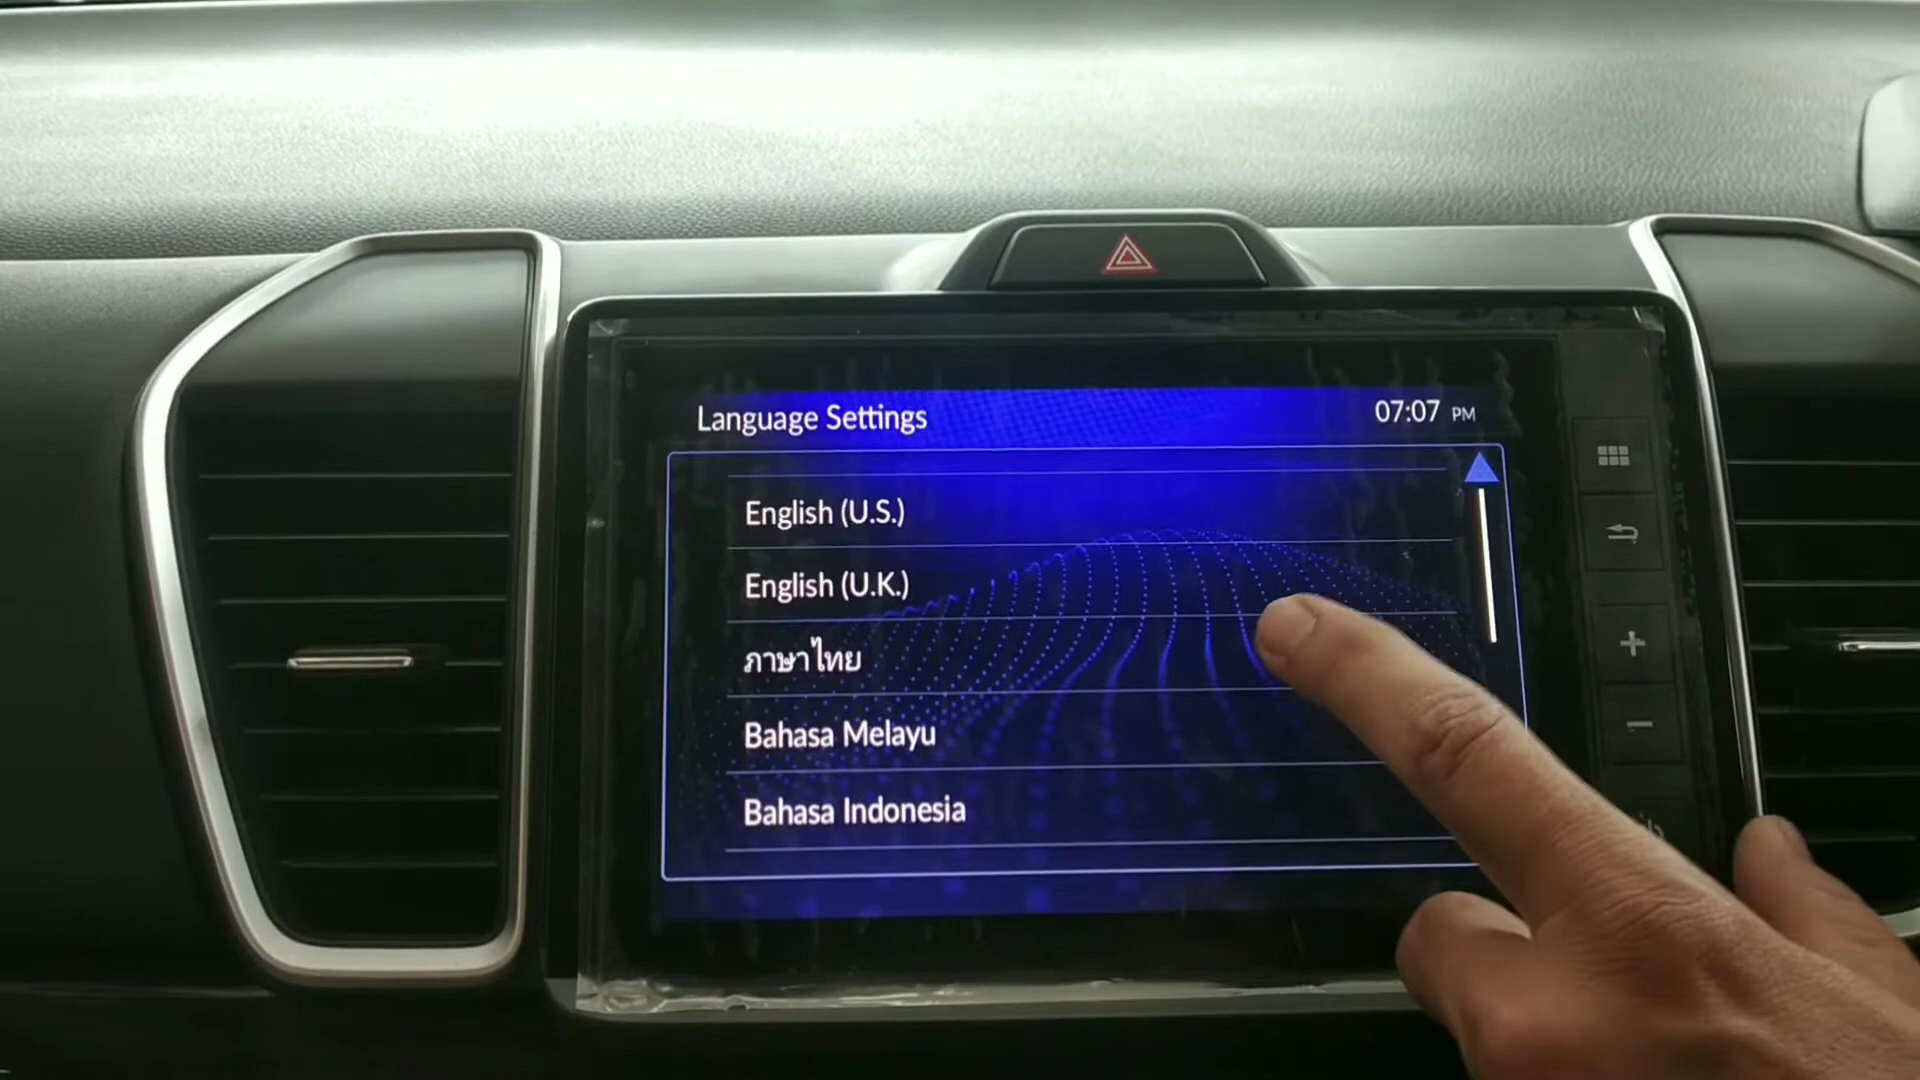 Language Settings
07:07 PM
English (U.S.)
English (U.K.)
ภาษาไทย
Bahasa Melayu
Bahasa Indonesia